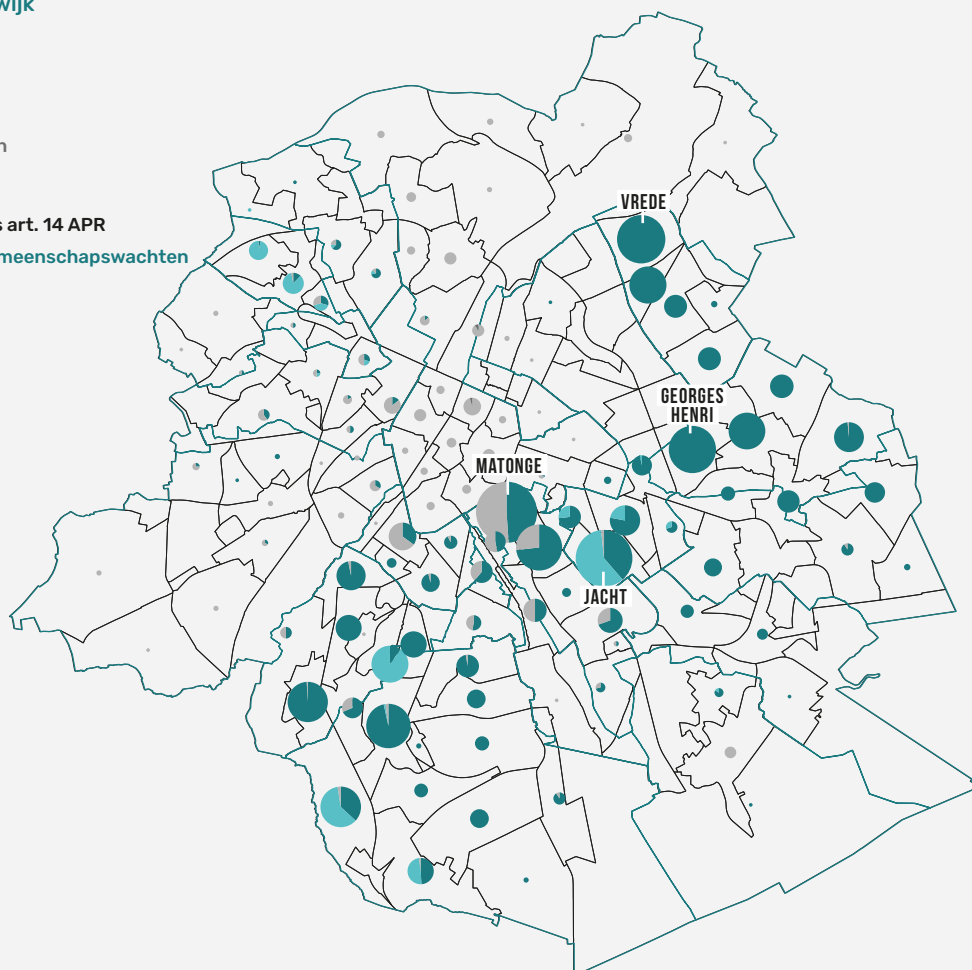 wijk
n
s art. 14 APR
meenschapswachten
VREDE
GEORGES
HENRI
MATONGE
JACHT